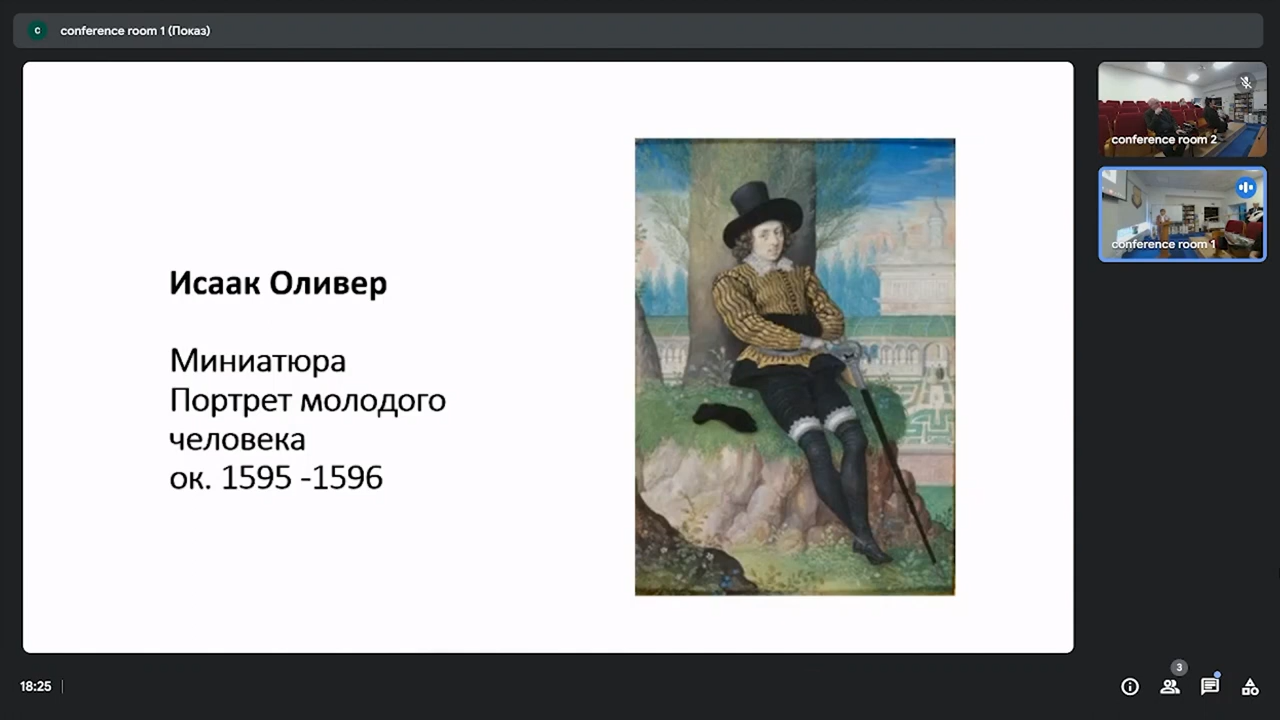 c conference room 1 (Показ)
Исаак Оливер
Миниатюра
Портрет молодого
человека
ок. 1595 -1596
conference room 2
conference room 1
18:25
3